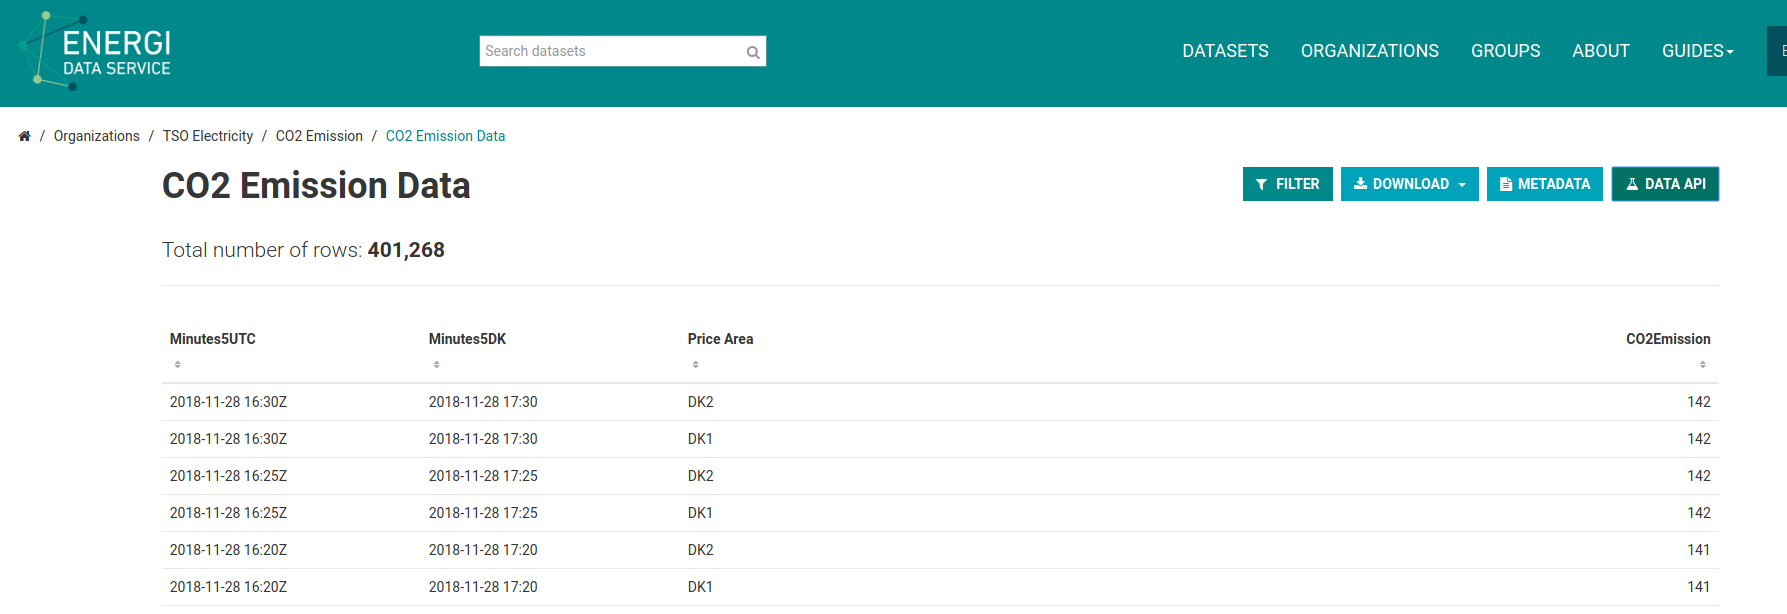 ENERGI
DATA SERVICE
Search datasets
DATASETS ORGANIZATIONS GROUPS ABOUT GUIDES
/ Organizations / TSO Electricity / CO2 Emission / CO2 Emission Data
CO2 Emission Data
FILTER DOWNLOAD METADATA DATA API
Total number of rows: 401,268
Minutes5UTC Minutes5DK Price Area CO2Emission
2018-11-28 16:30Z 2018-11-28 17:30 DK2 142
2018-11-28 16:30Z 2018-11-28 17:30 DK1 142
2018-11-28 16:25Z 2018-11-28 17:25 DK2 142
2018-11-28 16:25Z 2018-11-28 17:25 DK1 142
2018-11-28 16:20Z 2018-11-28 17:20 DK2 141
2018-11-28 16:20Z 2018-11-28 17:20 DK1 141